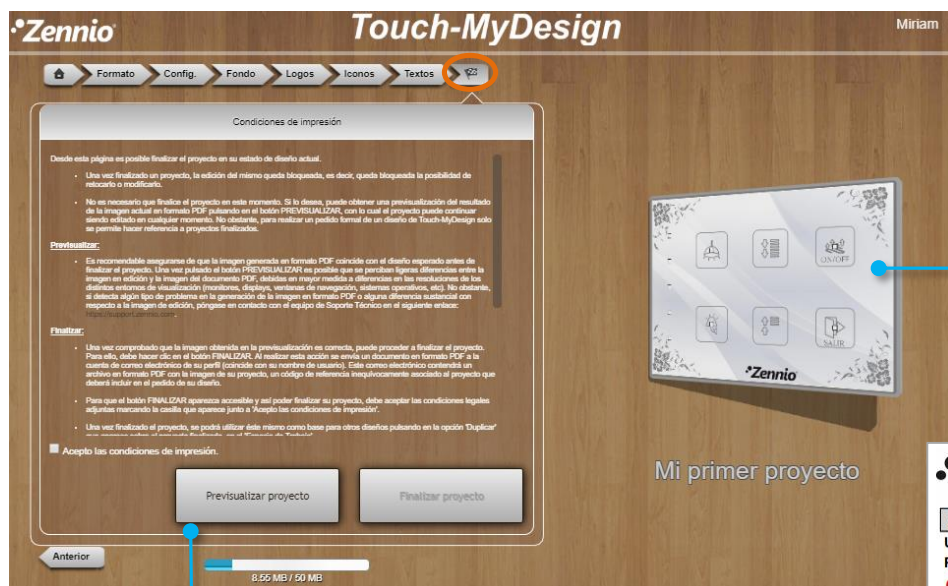 Zennio
Touch-MyDesign
Miriam
Formato
Config.
Fondo
Logos
Iconos
Textos
Condiciones de impresión
Desde esta página es posible finalizar el proyecto en su estado de diseño actual.
• Una vez finalizado un proyecto, la edición del mismo queda bloqueada, es decir, queda bloqueada la posibilidad de
retocarlo o modificarlo.
• No es necesario que finalice el proyecto en este momento. Si lo desea, puede obtener una previsualización del resultado
de la imagen actual en formato PDF pulsando en el botón PREVISUALIZAR, con lo cual el proyecto puede continuar
siendo editado en cualquier momento. No obstante, para realizar un pedido formal de un diseño de Touch-MyDesign solo
se permite hacer referencia a proyectos finalizados.
Previsualizar:
• Es recomendable asegurarse de que la imagen generada en formato PDF coincide con el diseño esperado antes de
finalizar el proyecto. Una vez pulsado el botón PREVISUALIZAR es posible que se perciban ligeras diferencias entre la
imagen en edición y la imagen del documento PDF, debidas en mayor medida a diferencias en las resoluciones de los
distintos entornos de visualización (monitores, displays, ventanas de navegación, sistemas operativos, etc). No obstante,
si detecta algún tipo de problema en la generación de la imagen en formato PDF o alguna diferencia sustancial con
respecto a la imagen de edición, póngase en contacto con el equipo de Soporte Técnico en el siguiente enlace:
https://support.zennio.com.
Finalizar:
• Una vez comprobado que la imagen obtenida en la previsualización es correcta, puede proceder a finalizar el proyecto.
Para ello, debe hacer clic en el botón FINALIZAR. Al realizar esta acción se envía un documento en formato PDF a la
cuenta de correo electrónico de su perfil (coincide con su nombre de usuario). Este correo electrónico contendrá un
archivo en formato PDF con la imagen de su proyecto, un código de referencia inequívocamente asociado al proyecto que
deberá incluir en el pedido de su diseño.
• Para que el botón FINALIZAR aparezca accesible y así poder finalizar su proyecto, debe aceptar las condiciones legales
adjuntas marcando la casilla que aparece junto a 'Acepto las condiciones de impresión'.
• Una vez finalizado el proyecto, se podrá utilizar éste mismo como base para otros diseños pulsando en la opción 'Duplicar'
Acepto las condiciones de impresión.
Previsualizar proyecto
Finalizar proyecto
Anterior
8.55 MB / 50 MB
ON/OFF
SALIR
Zennio
Mi primer proyecto